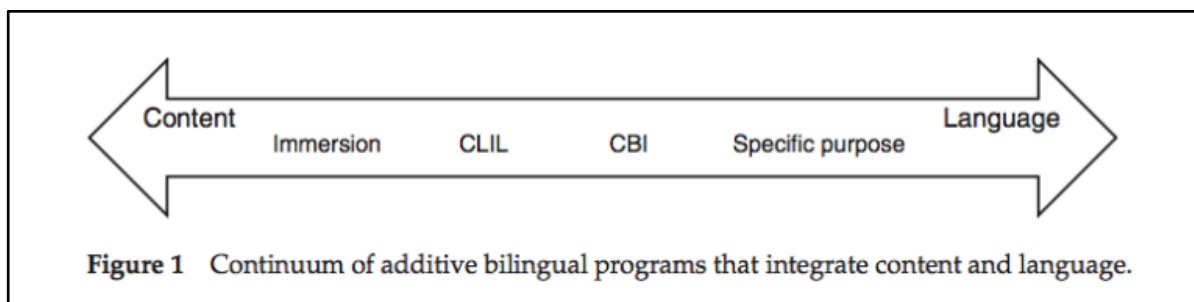 Content Language
Immersion CLIL CBI Specific purpose
Figure 1 Continuum of additive bilingual programs that integrate content and language.